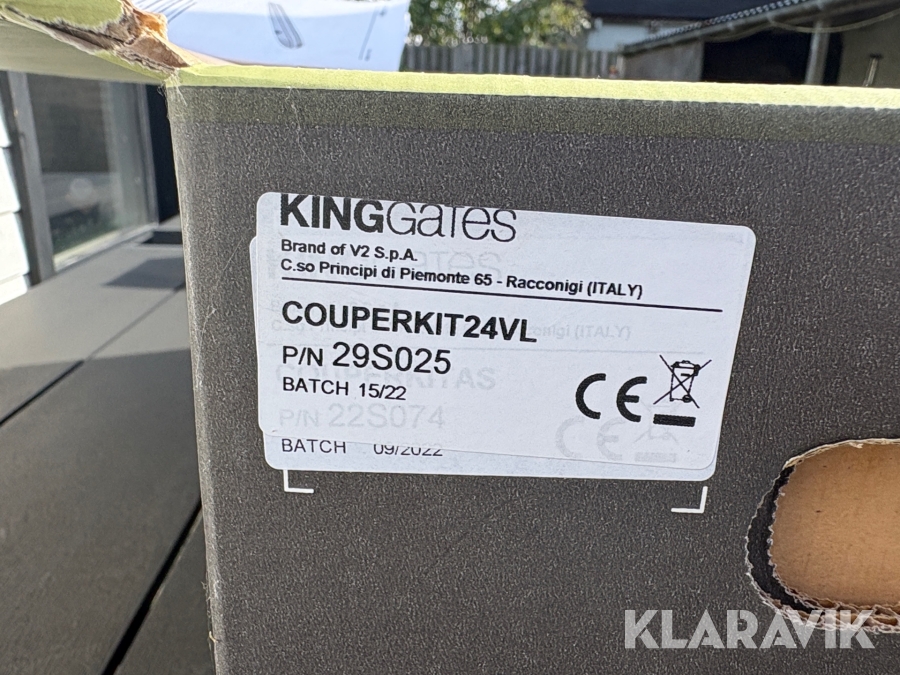 KINGGaTes
Brand of V2 S.p.A.
C.so Principi di Piemonte 65 - Racconigi (ITALY)
COUPERKIT24VL
P/N 29S025
BATCH 15/22
CE
P/N 22S074
BATCH 09/2022
KLARAVIK